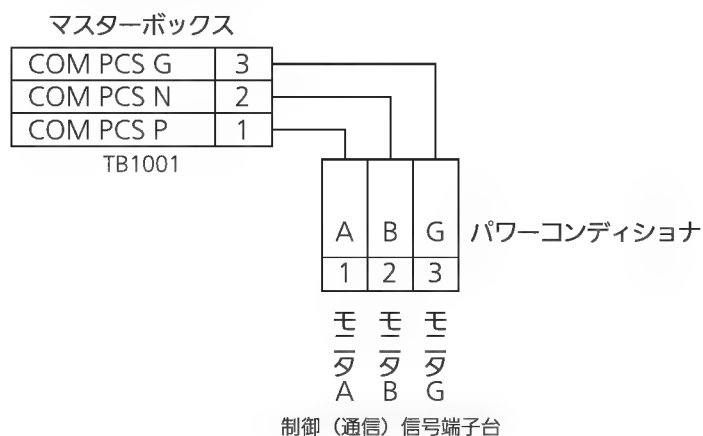 マスターボックス
COM PCS G 3
COM PCS N 2
COM PCS P 1
TB1001
A B G パワーコンディショナ
1 2 3
モニタA モニタB モニタG
制御（通信）信号端子台